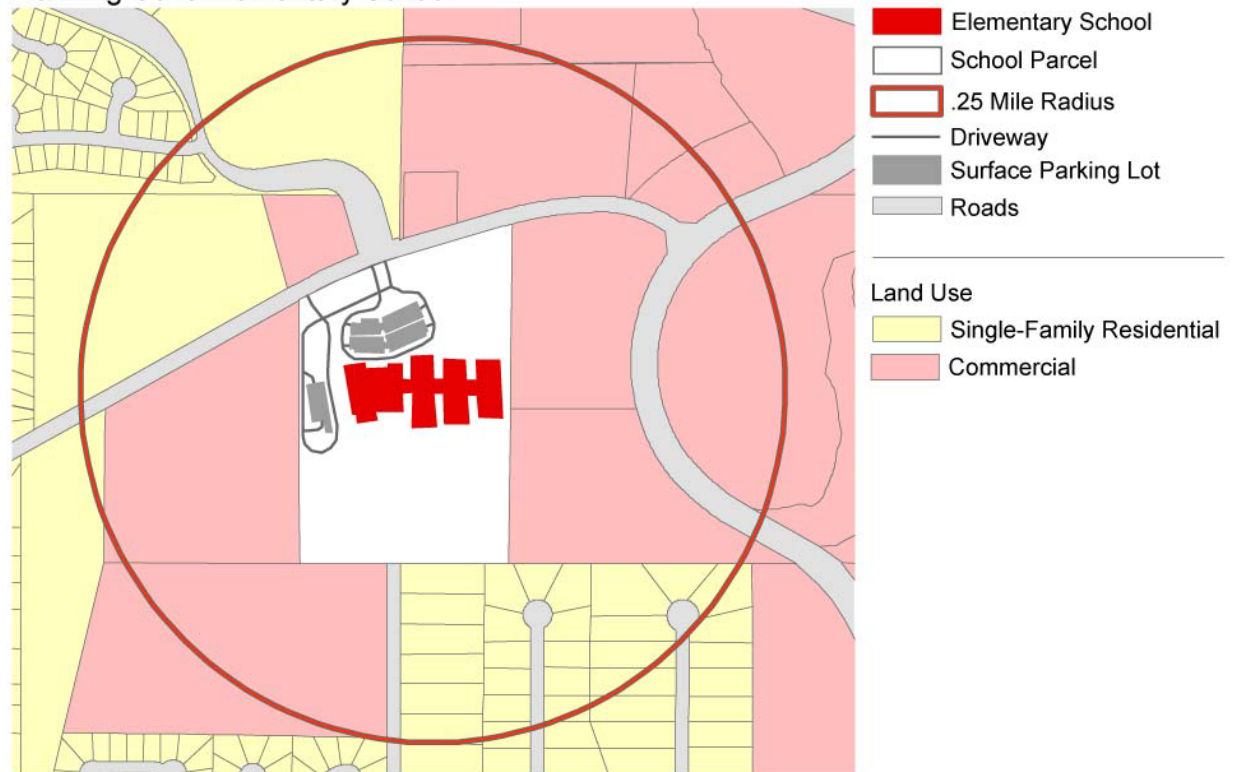 Elementary School
School Parcel
.25 Mile Radius
Driveway
Surface Parking Lot
Roads
Land Use
Single-Family Residential
Commercial